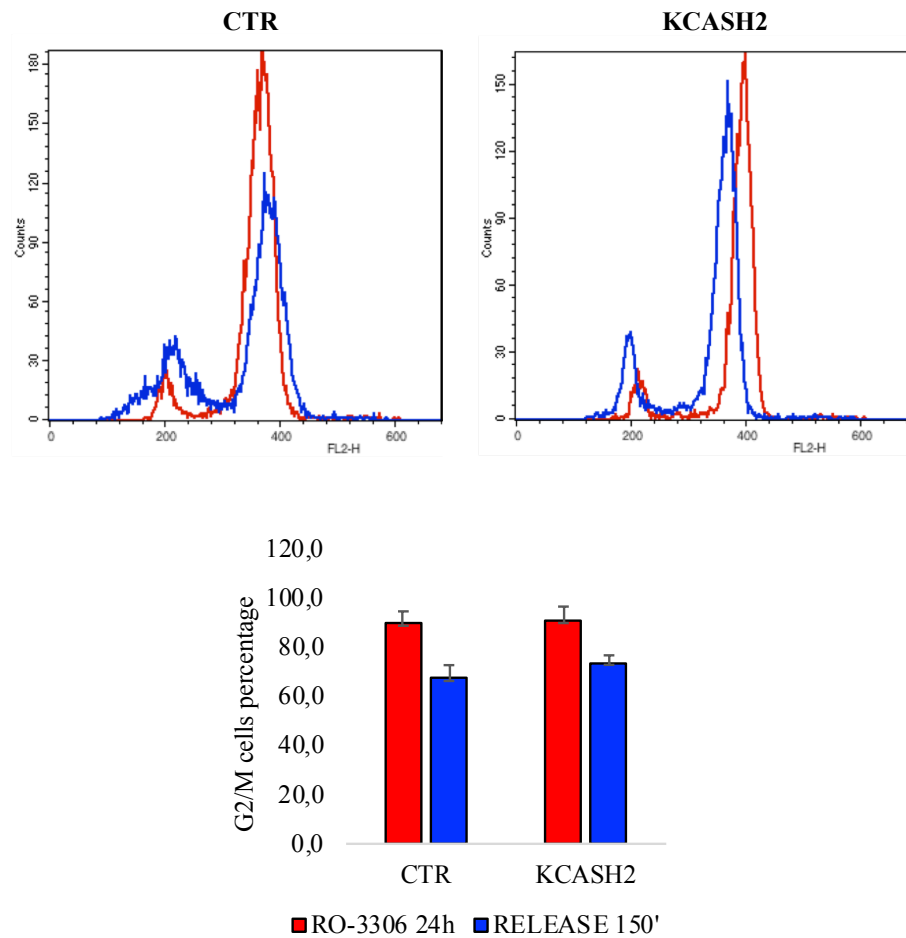 CTR KCASH2
180
150
120
90
60
30
0
Counts
0 200 400 600
FL2-H
150
120
90
60
30
0
Counts
0 200 400 600
FL2-H
120,0
100,0
80,0
60,0
40,0
20,0
0,0
G2/M cells percentage
CTR KCASH2
RO-3306 24h RELEASE 150'